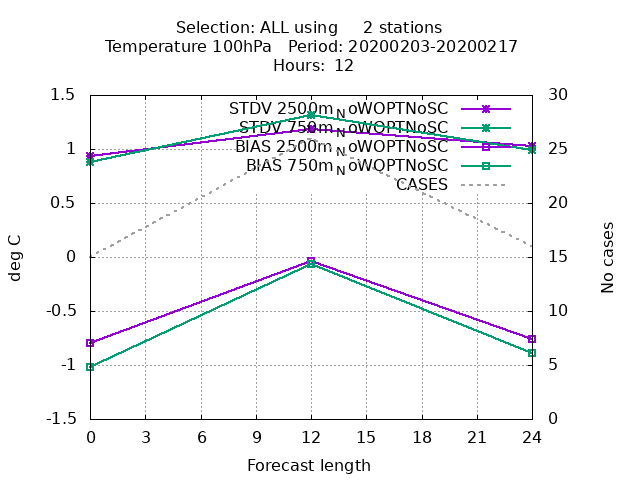 Selection: ALL using 2 stations
Temperature 100hPa Period: 20200203-20200217
Hours: 12
STDV 2500m_NoWOPTNoSC
STDV 750m_NoWOPTNoSC
BIAS 2500m_NoWOPTNoSC
BIAS 750m_NoWOPTNoSC
CASES
1.5
1
0.5
0
-0.5
-1
-1.5
deg C
30
25
20
15
10
5
0
No cases
0 3 6 9 12 15 18 21 24
Forecast length